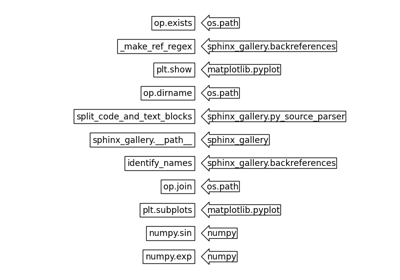 op.exists os.path
_make_ref_regex sphinx_gallery.backreferences
plt.show matplotlib.pyplot
op.dirname os.path
split_code_and_text_blocks sphinx_gallery.py_source_parser
sphinx_gallery.__path__ sphinx_gallery
identify_names sphinx_gallery.backreferences
op.join os.path
plt.subplots matplotlib.pyplot
numpy.sin numpy
numpy.exp numpy